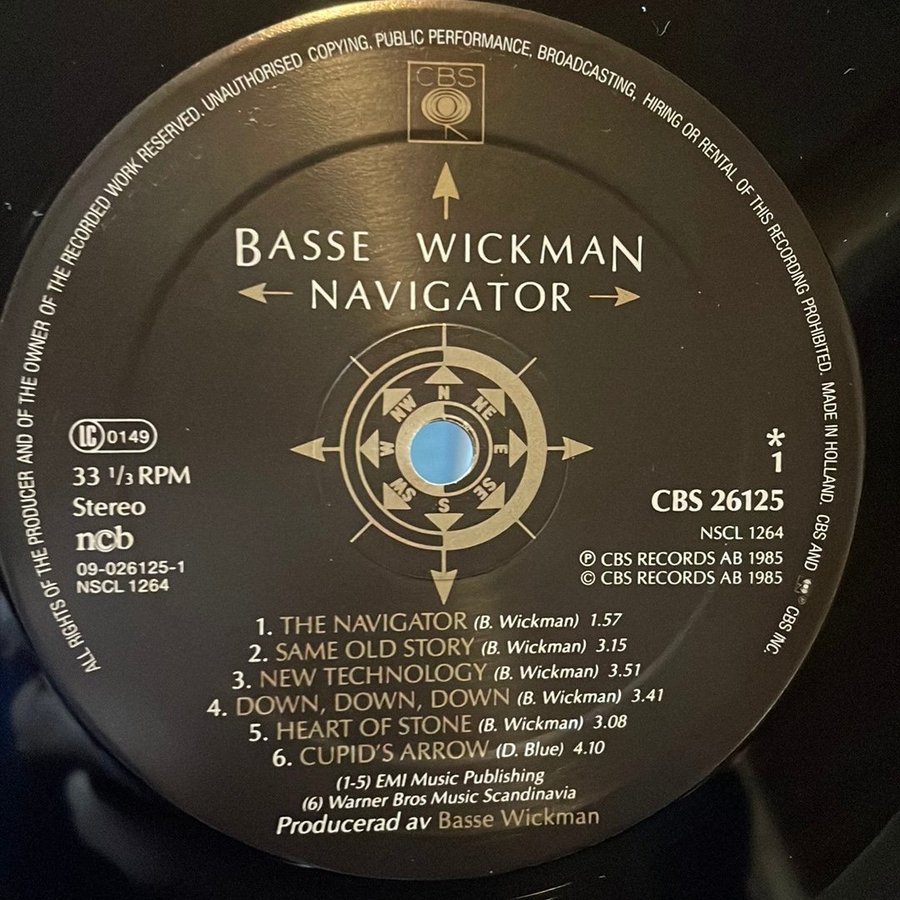 ALL RIGHTS OF THE PRODUCER AND OF THE OWNER OF THE RECORDED WORK RESERVED. UNAUTHORISED COPYING, PUBLIC PERFORMANCE, BROADCASTING, HIRING OR RENTAL OF THIS RECORDING PROHIBITED. MADE IN HOLLAND, CBS AND ℗ CBS INC.
CBS
BASSE WICKMAN
NAVIGATOR
N
NE
E
SE
S
SW
W
NW
LC 0149
33 1/3 RPM
Stereo
ncb
09-026125-1
NSCL 1264
*
1
CBS 26125
NSCL 1264
℗ CBS RECORDS AB 1985
© CBS RECORDS AB 1985
1. THE NAVIGATOR (B. Wickman) 1.57
2. SAME OLD STORY (B. Wickman) 3.15
3. NEW TECHNOLOGY (B. Wickman) 3.51
4. DOWN, DOWN, DOWN (B. Wickman) 3.41
5. HEART OF STONE (B. Wickman) 3.08
6. CUPID'S ARROW (D. Blue) 4.10
(1-5) EMI Music Publishing
(6) Warner Bros Music Scandinavia
Producerad av Basse Wickman